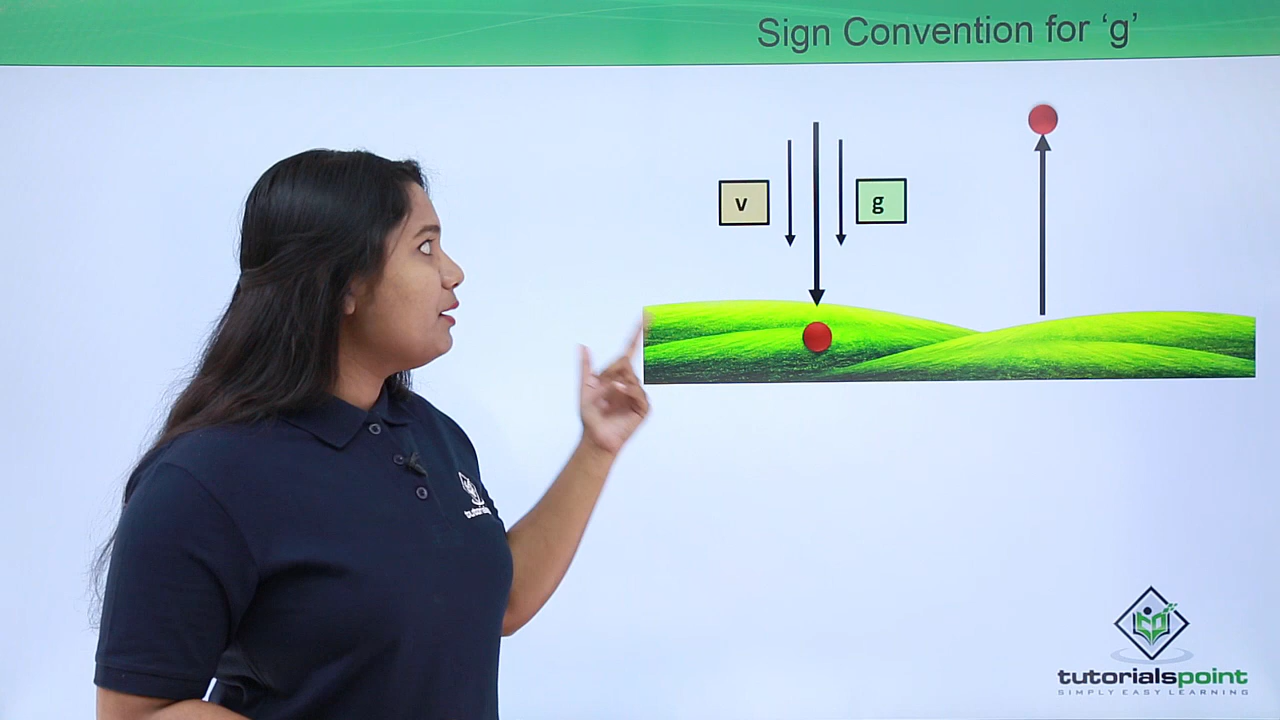 Sign Convention for ‘g’
v
g
tutorialspoint
SIMPLY EASY LEARNING